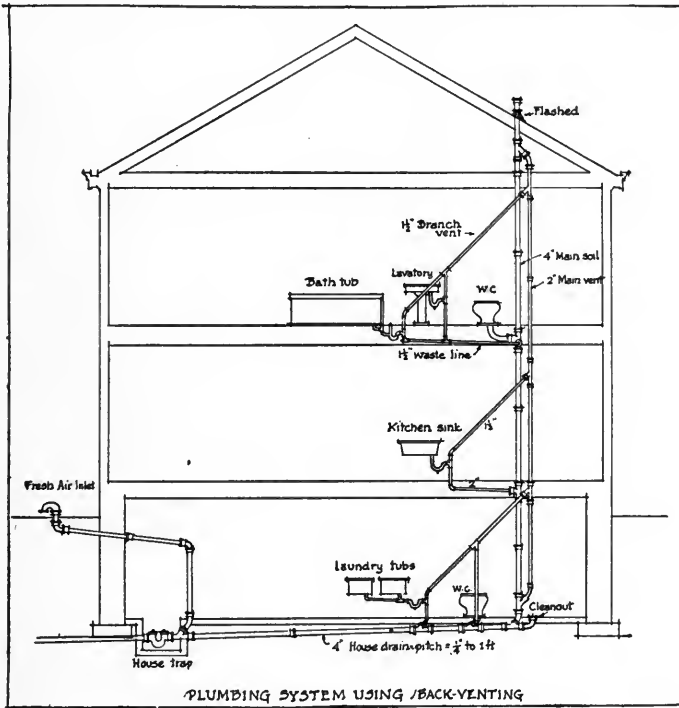 Flashed
1½" Branch
vent
4" Main soil
2" Main vent
Bath tub
Lavatory
W.C
1½" Waste line
Kitchen sink
1½"
2"
Fresh Air Inlet
Laundry tubs
W.C.
Cleanout
House trap
4" House drain-pitch = ¼" to 1 ft
PLUMBING SYSTEM USING BACK-VENTING